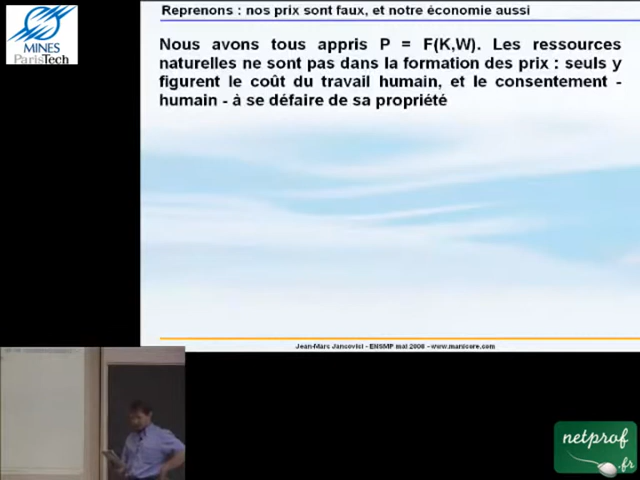 MINES
ParisTech
Reprenons : nos prix sont faux, et notre économie aussi
Nous avons tous appris P = F(K,W). Les ressources
naturelles ne sont pas dans la formation des prix : seuls y
figurent le coût du travail humain, et le consentement -
humain - à se défaire de sa propriété
Jean-Marc Jancovici - ENSMP mai 2008 - www.manicore.com
netprof
.fr